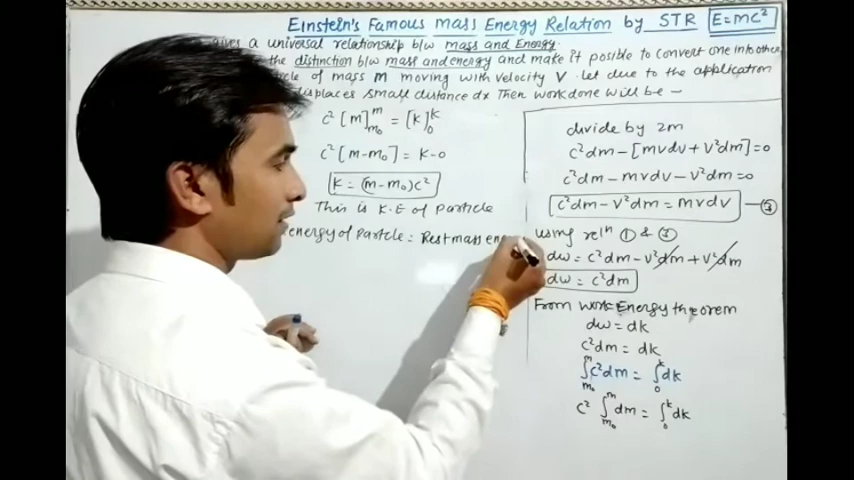 Einstein's Famous mass Energy Relation by STR E=mc²
gives a universal relationship b/w mass and Energy.
the distinction b/w mass and energy and make it posible to convert one into other
of mass m moving with velocity V. let due to the application
displaces small distance dx Then workdone will be —
c² [m]ᵐₘ₀ = [k]ᵏ₀
c² [m-m₀] = k-0
k = (m-m₀)c²
This is K.E of Particle
energy of Particle = Rest mass
divide by 2m
c²dm - [mvdv + v²dm] = 0
c²dm - mvdv - v²dm = 0
c²dm - v²dm = mvdv — ③
using relⁿ ① & ②
dw = c²dm - v²dm + v²dm
dw = c²dm
From work Energy theorem
dw = dk
c²dm = dk
∫ᵐₘ₀ c²dm = ∫ᵏ₀ dk
c² ∫ᵐₘ₀ dm = ∫ᵏ₀ dk